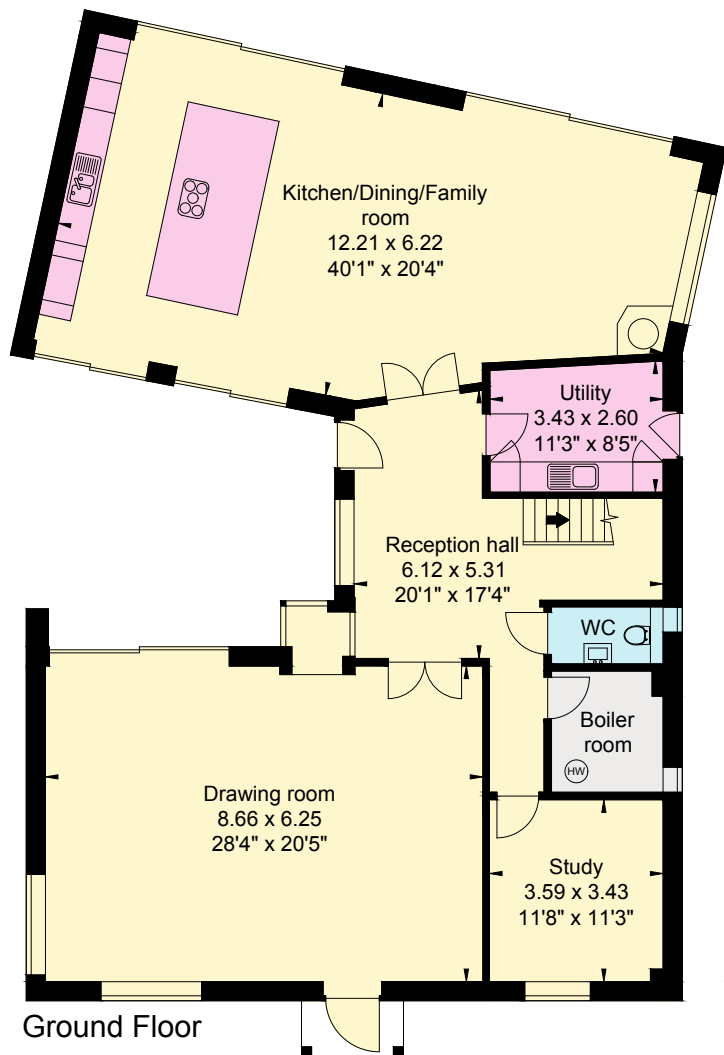 Kitchen/Dining/Family
room
12.21 x 6.22
40'1" x 20'4"
Utility
3.43 x 2.60
11'3" x 8'5"
Reception hall
6.12 x 5.31
20'1" x 17'4"
WC
Boiler
room
HW
Drawing room
8.66 x 6.25
28'4" x 20'5"
Study
3.59 x 3.43
11'8" x 11'3"
Ground Floor